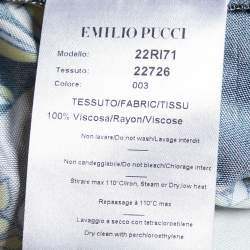 EMILIO PUCCI
Modello: 22RI71
Tessuto: 22726
Colore: 003
TESSUTO/FABRIC/TISSU
100% Viscosa/Rayon/Viscose
Non lavare/Do not wash/Lavage interdit
Non candeggiabile/Do not bleach/Chlorage interdit
Stirare max 110°C/Iron, Steam or Dry, low heat
Repassage à 110°C max
Lavaggio a secco con tetracloroetilene
Dry clean with perchloroethylene